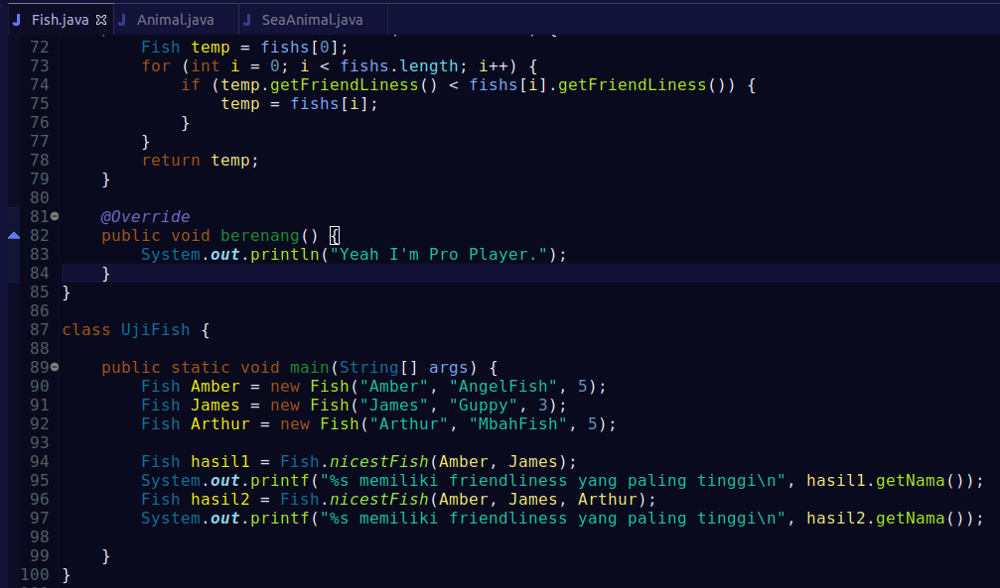 Fish.java Animal.java SeaAnimal.java
72 Fish temp = fishs[0];
73 for (int i = 0; i < fishs.length; i++) {
74 if (temp.getFriendLiness() < fishs[i].getFriendLiness()) {
75 temp = fishs[i];
76 }
77 }
78 return temp;
79 }
80
81 @Override
82 public void berenang() {
83 System.out.println("Yeah I'm Pro Player.");
84 }
85 }
86
87 class UjiFish {
88
89 public static void main(String[] args) {
90 Fish Amber = new Fish("Amber", "AngelFish", 5);
91 Fish James = new Fish("James", "Guppy", 3);
92 Fish Arthur = new Fish("Arthur", "MbahFish", 5);
93
94 Fish hasil1 = Fish.nicestFish(Amber, James);
95 System.out.printf("%s memiliki friendliness yang paling tinggi\n", hasil1.getNama());
96 Fish hasil2 = Fish.nicestFish(Amber, James, Arthur);
97 System.out.printf("%s memiliki friendliness yang paling tinggi\n", hasil2.getNama());
98
99 }
100 }